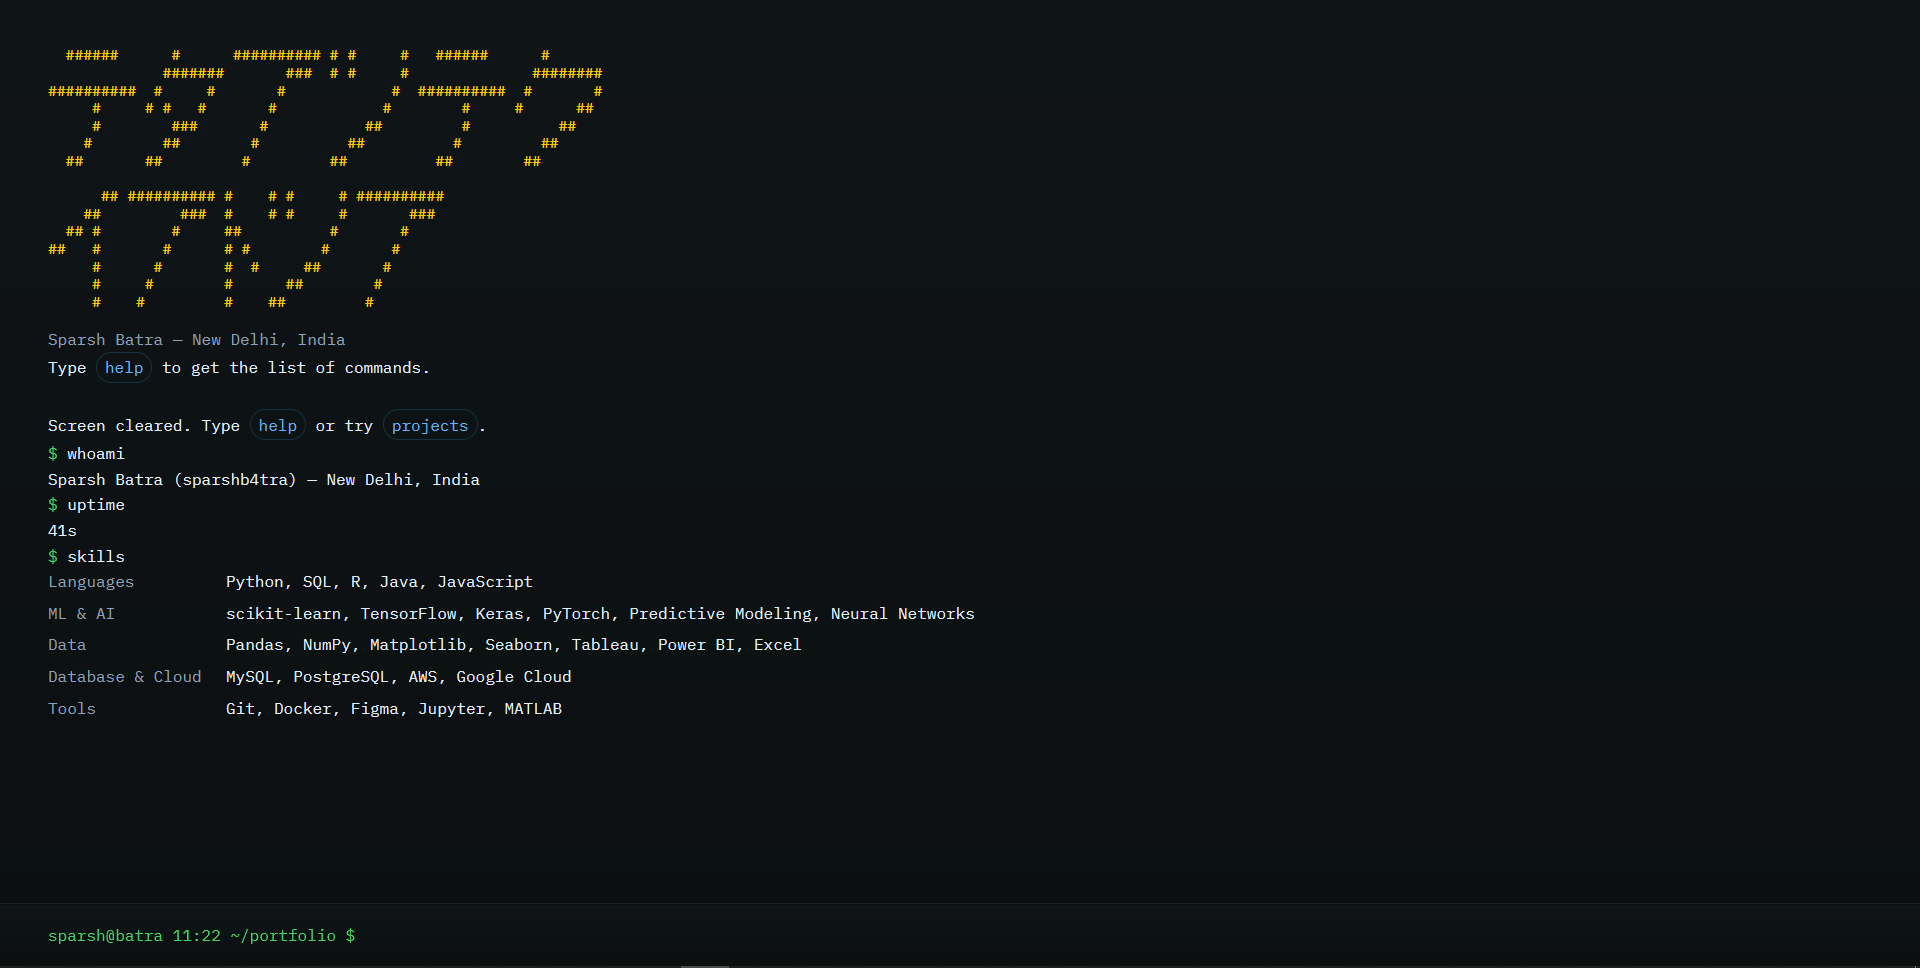 Sparsh Batra — New Delhi, India
Type help to get the list of commands.
Screen cleared. Type help or try projects.
$ whoami
Sparsh Batra (sparshb4tra) — New Delhi, India
$ uptime
41s
$ skills
Languages Python, SQL, R, Java, JavaScript
ML & AI scikit-learn, TensorFlow, Keras, PyTorch, Predictive Modeling, Neural Networks
Data Pandas, NumPy, Matplotlib, Seaborn, Tableau, Power BI, Excel
Database & Cloud MySQL, PostgreSQL, AWS, Google Cloud
Tools Git, Docker, Figma, Jupyter, MATLAB
sparsh@batra 11:22 ~/portfolio $